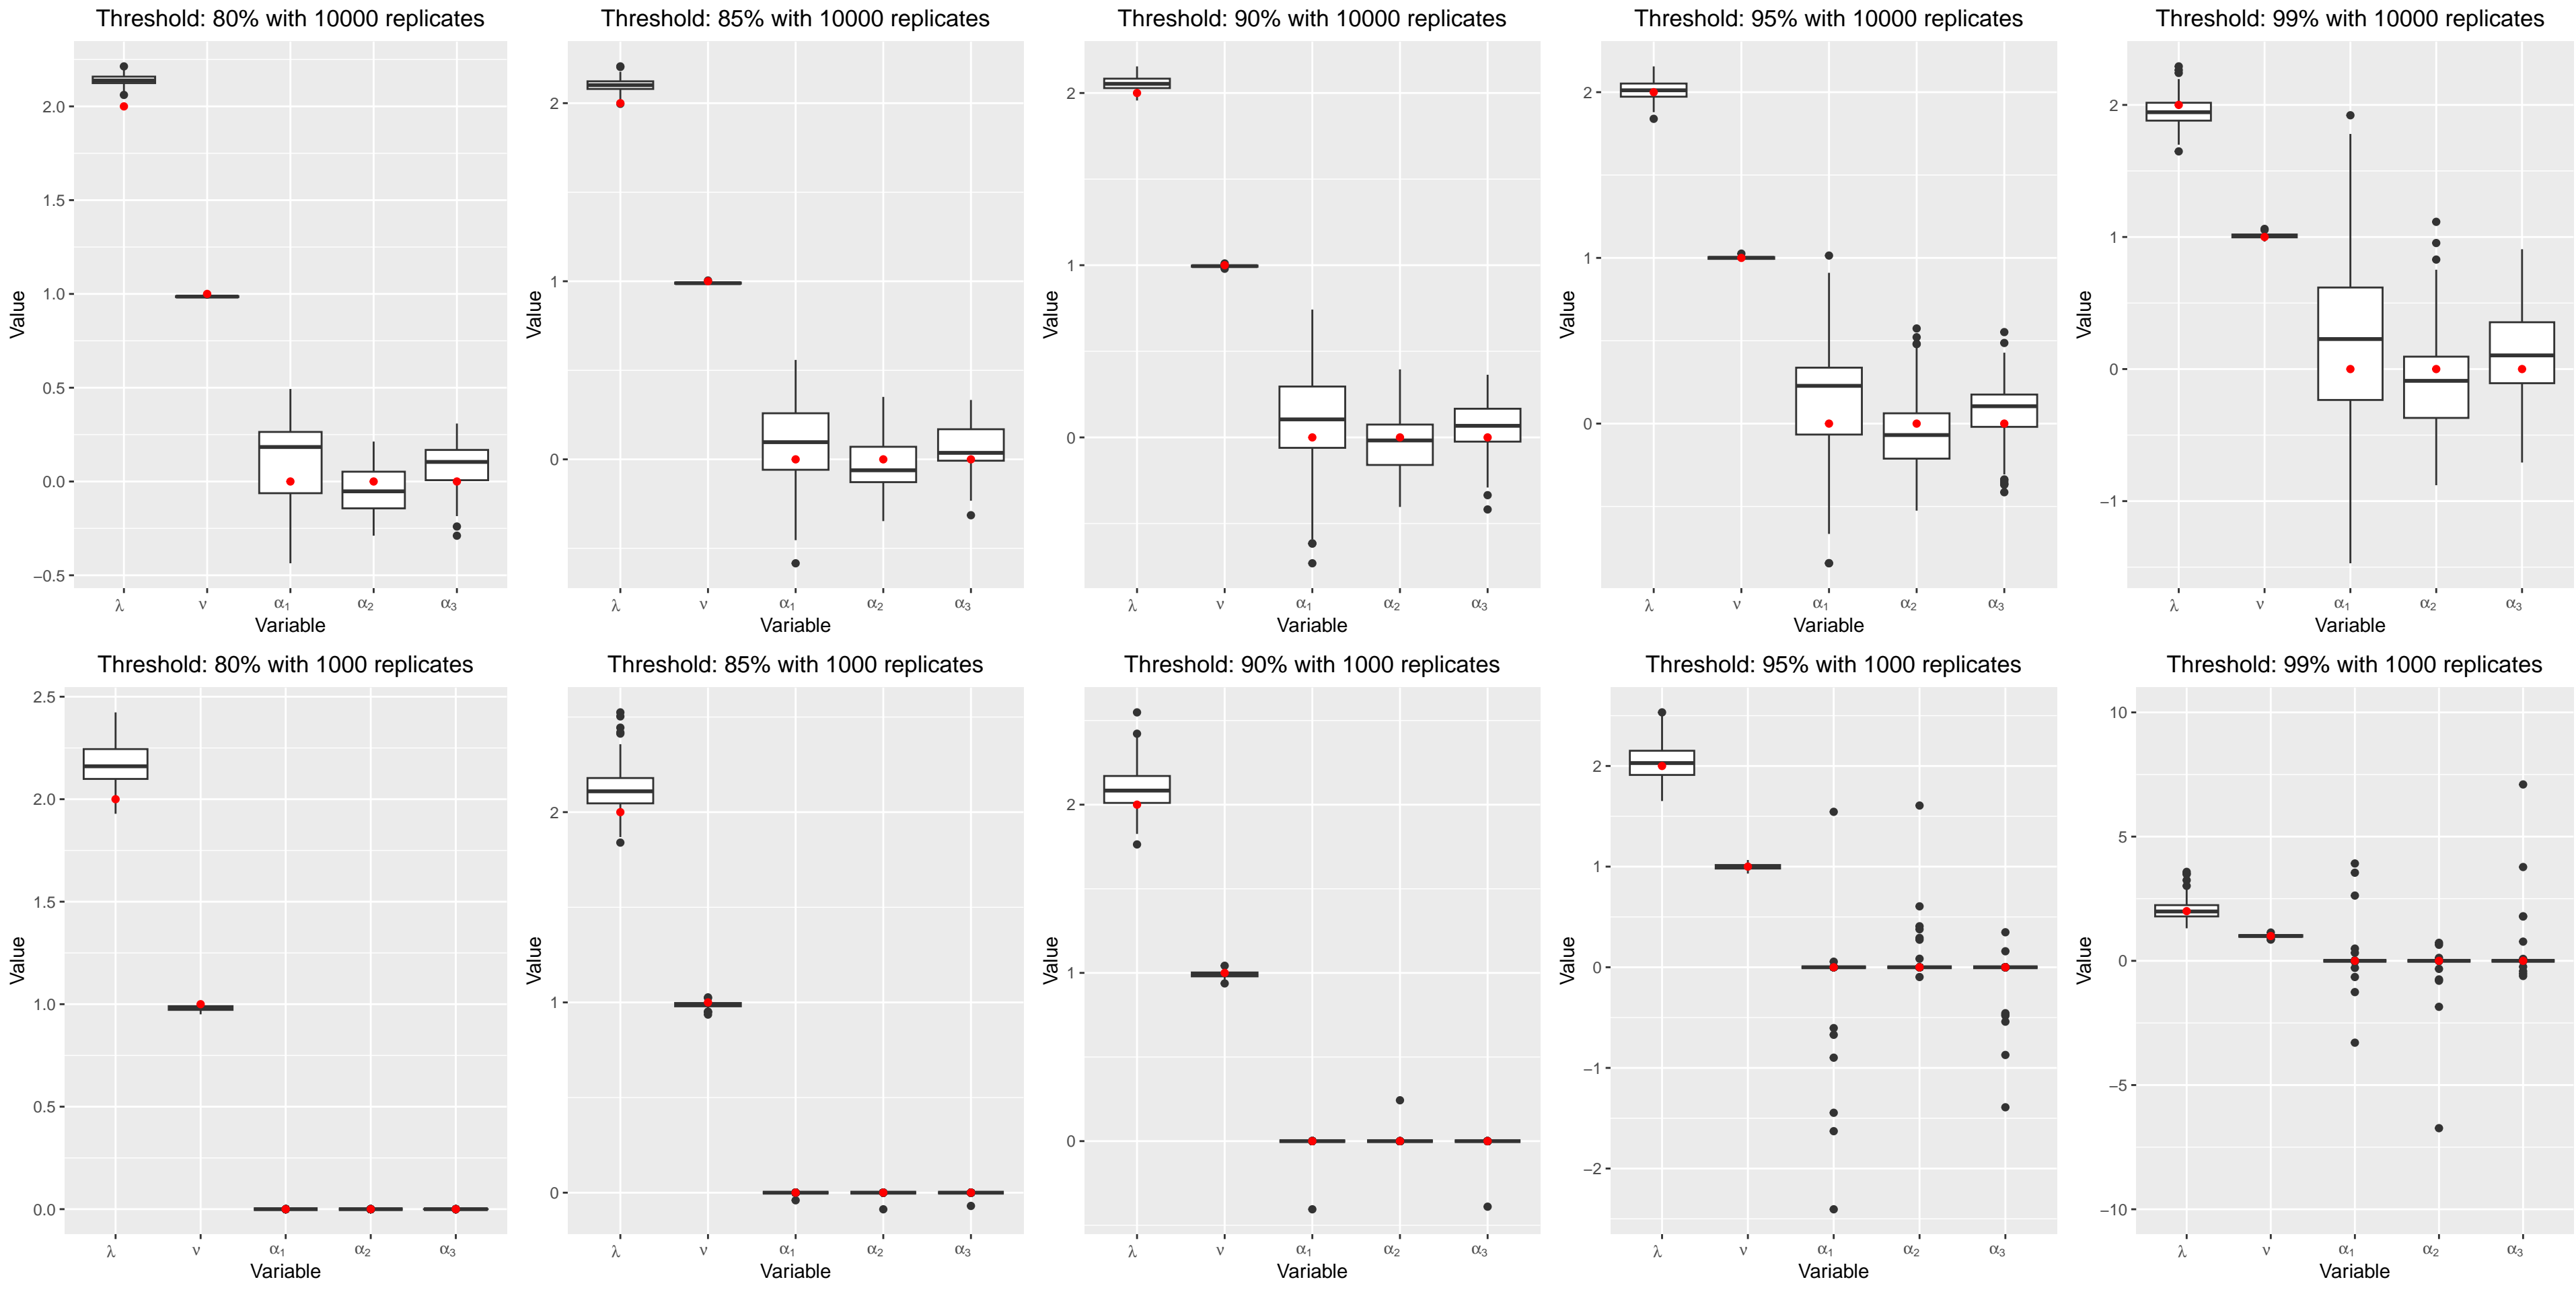 Threshold: 80% with 10000 replicates
Value
2.0
1.5
1.0
0.5
0.0
−0.5
λ ν α₁ α₂ α₃
Variable
Threshold: 85% with 10000 replicates
Value
2
1
0
λ ν α₁ α₂ α₃
Variable
Threshold: 90% with 10000 replicates
Value
2
1
0
λ ν α₁ α₂ α₃
Variable
Threshold: 95% with 10000 replicates
Value
2
1
0
λ ν α₁ α₂ α₃
Variable
Threshold: 99% with 10000 replicates
Value
2
1
0
−1
λ ν α₁ α₂ α₃
Variable
Threshold: 80% with 1000 replicates
Value
2.5
2.0
1.5
1.0
0.5
0.0
λ ν α₁ α₂ α₃
Variable
Threshold: 85% with 1000 replicates
Value
2
1
0
λ ν α₁ α₂ α₃
Variable
Threshold: 90% with 1000 replicates
Value
2
1
0
λ ν α₁ α₂ α₃
Variable
Threshold: 95% with 1000 replicates
Value
2
1
0
−1
−2
λ ν α₁ α₂ α₃
Variable
Threshold: 99% with 1000 replicates
Value
10
5
0
−5
−10
λ ν α₁ α₂ α₃
Variable